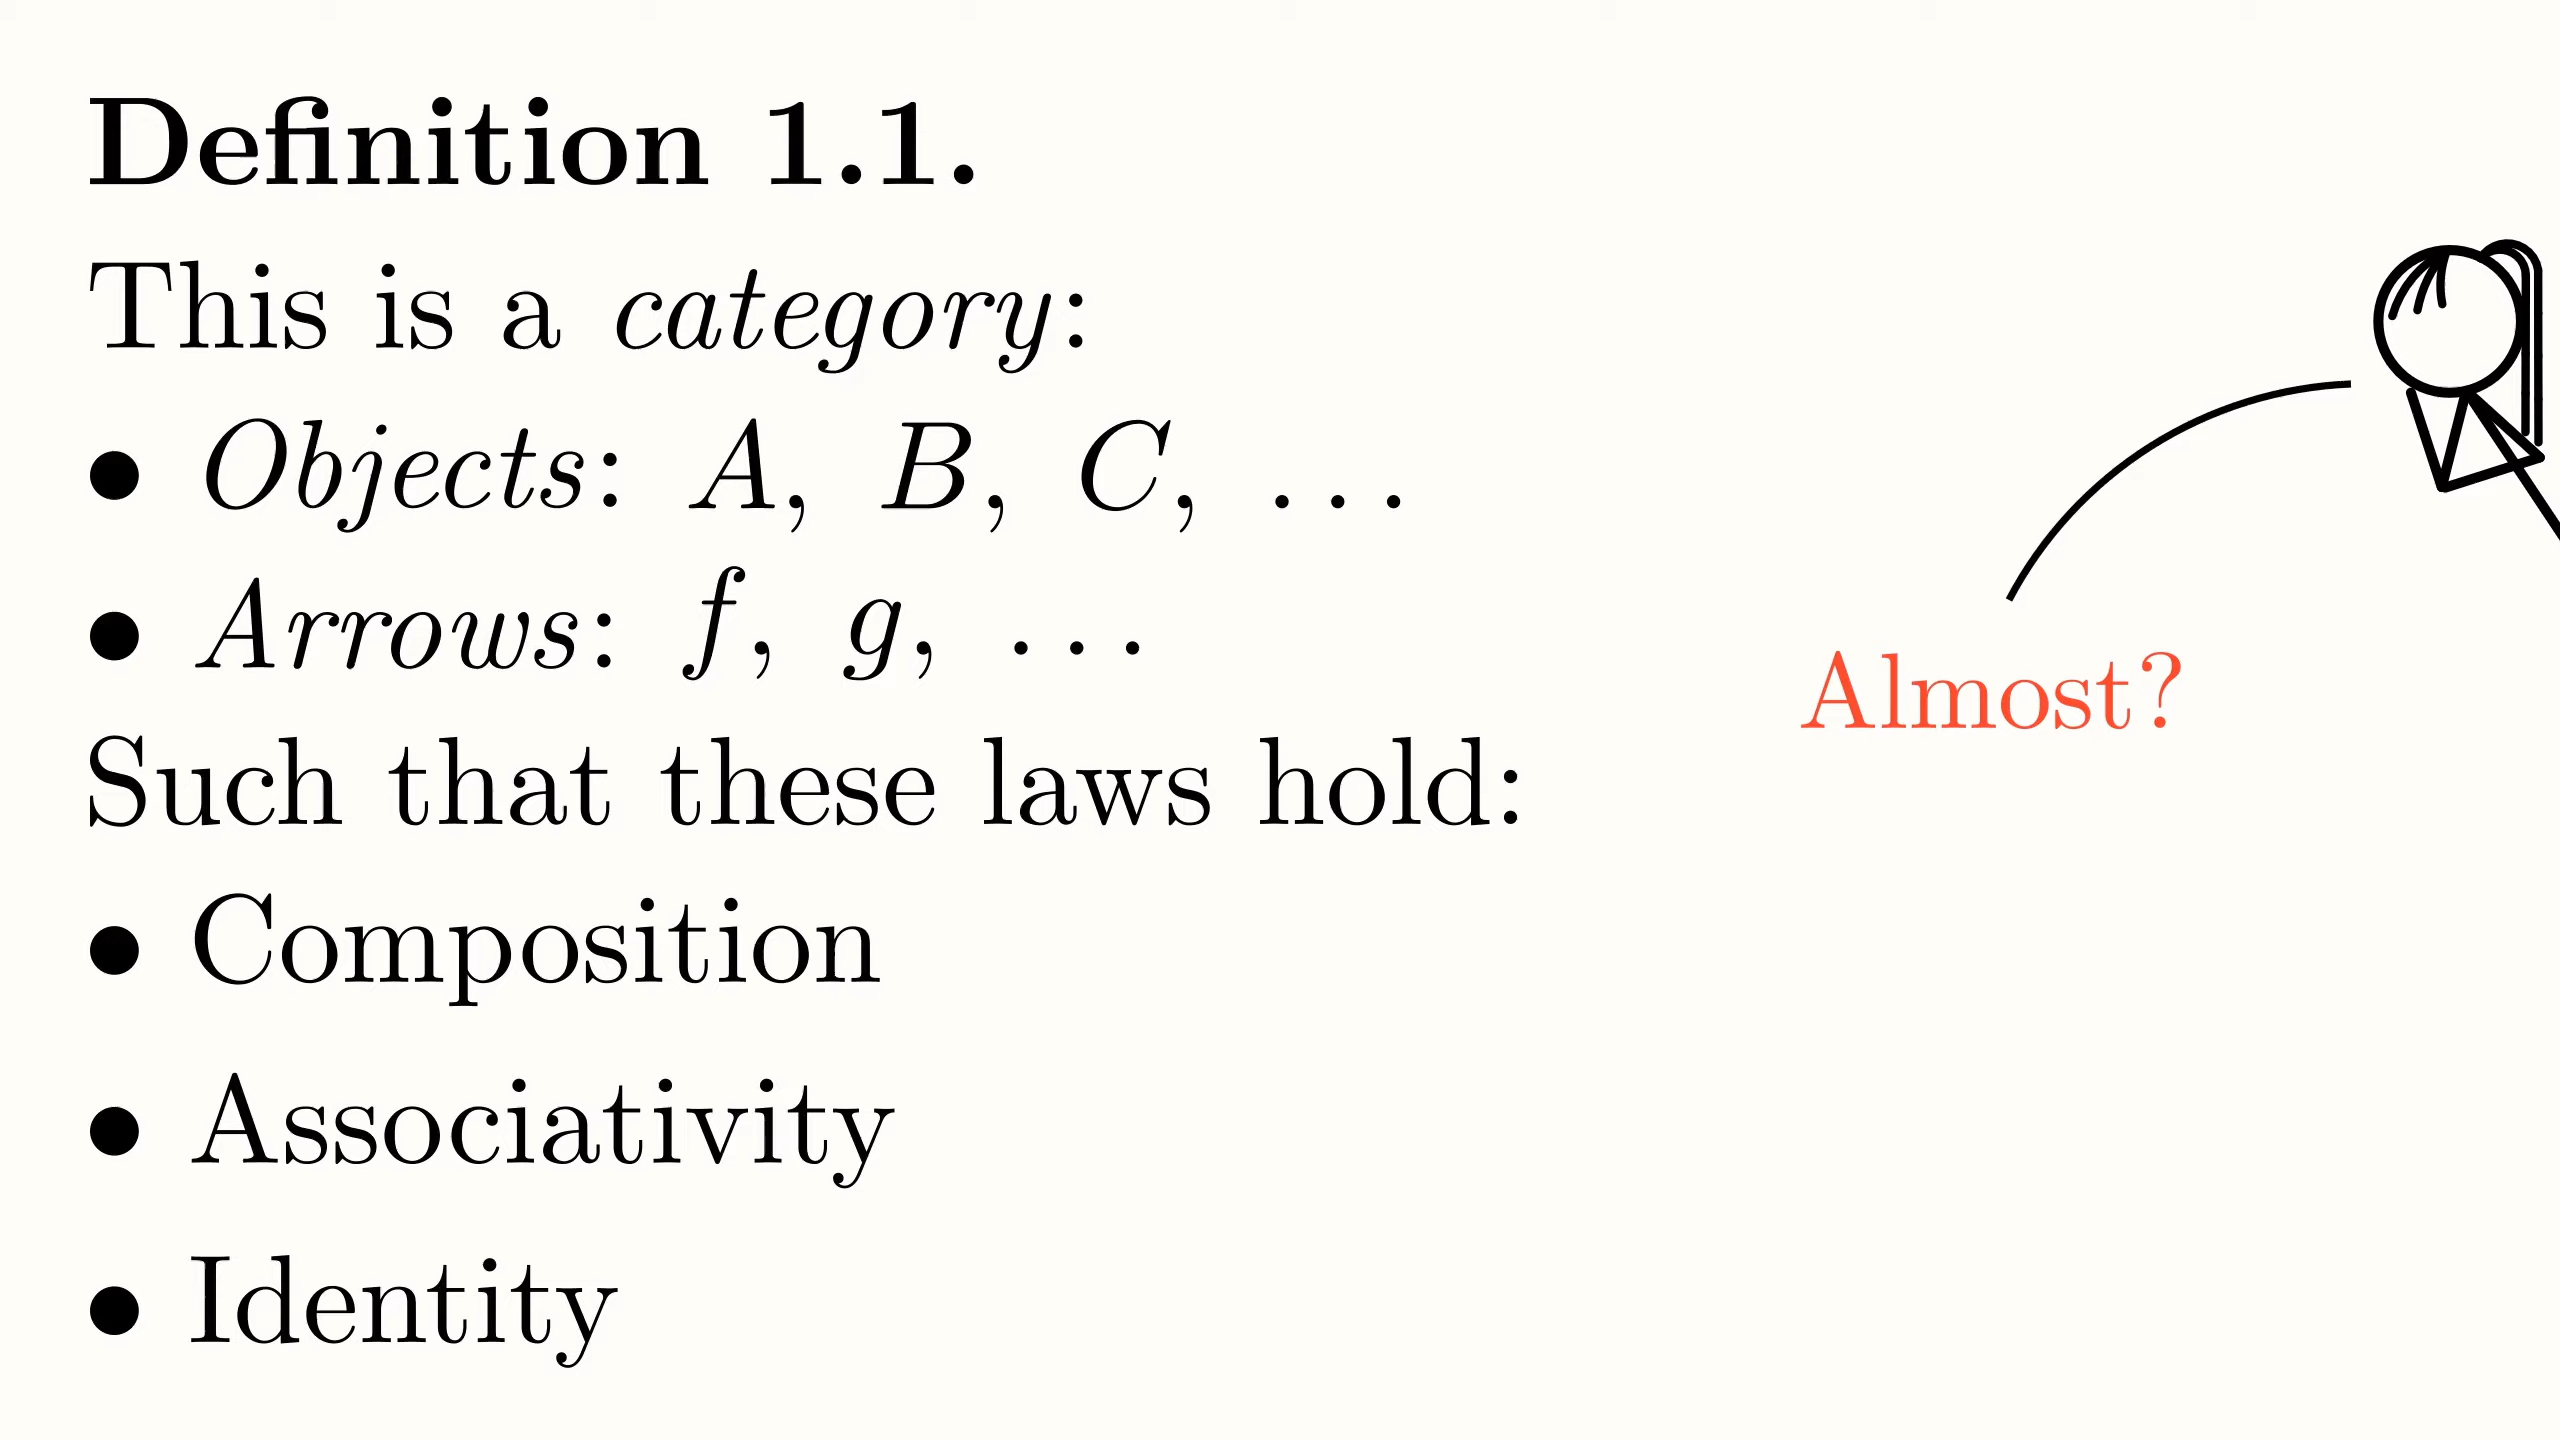 Definition 1.1.
This is a category:
• Objects: A, B, C, ...
• Arrows: f, g, ...
Almost?
Such that these laws hold:
• Composition
• Associativity
• Identity